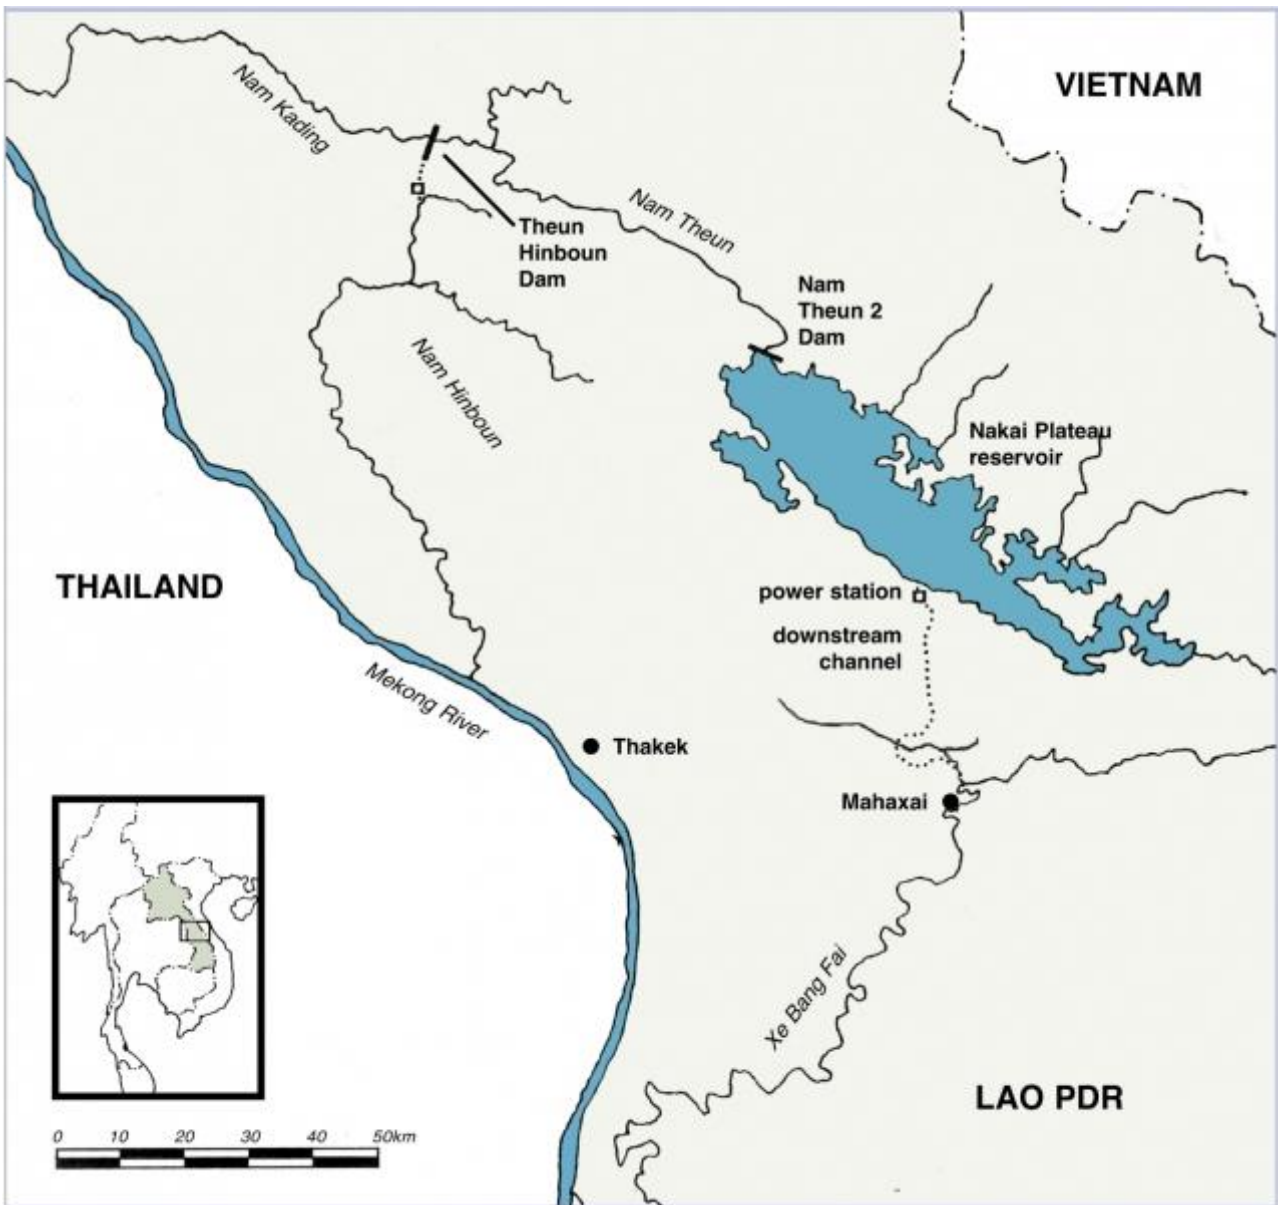 VIETNAM
Nam Kading
Theun
Hinboun
Dam
Nam Theun
Nam
Theun 2
Dam
Nam Hinboun
Nakai Plateau
reservoir
THAILAND
power station
downstream
channel
Mekong River
Thakek
Mahaxai
Xe Bang Fai
LAO PDR
0 10 20 30 40 50km